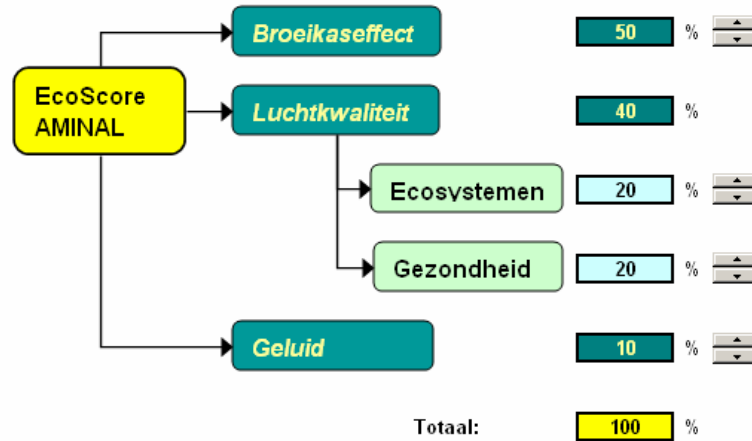 Broeikaseffect 50 %
EcoScore
AMINAL
Luchtkwaliteit 40 %
Ecosystemen 20 %
Gezondheid 20 %
Geluid 10 %
Totaal: 100 %